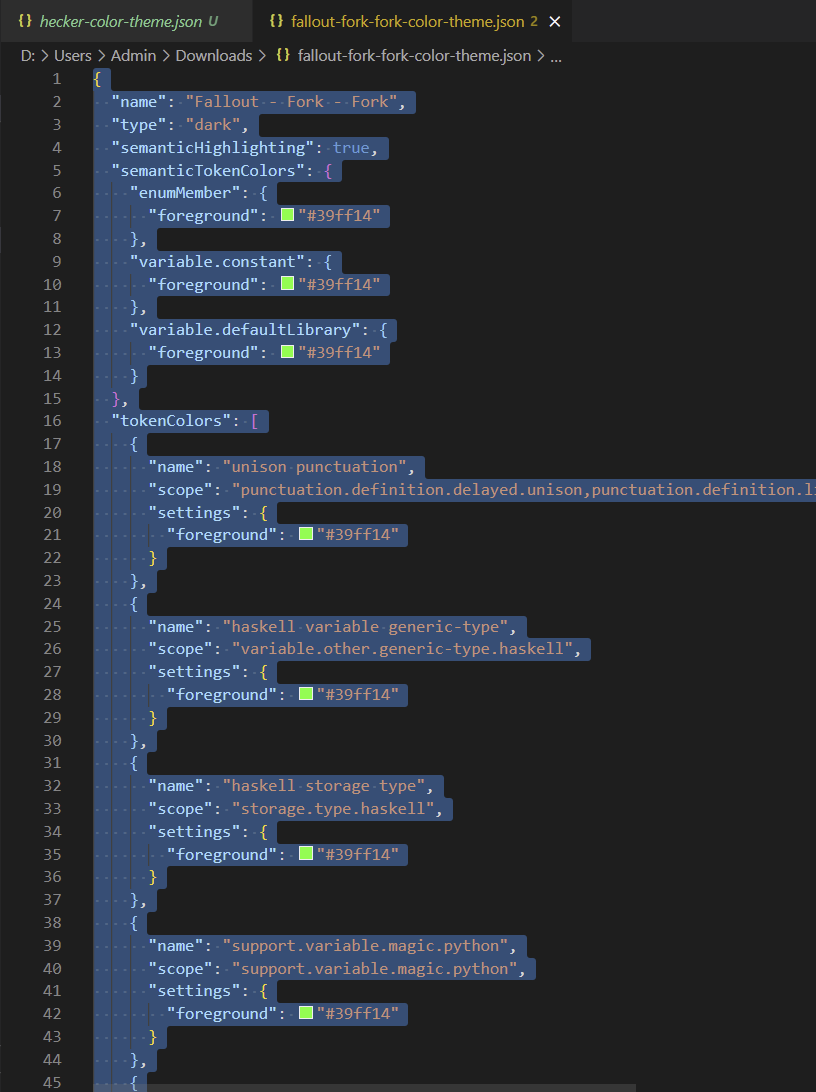 {} hecker-color-theme.json U
{} fallout-fork-fork-color-theme.json 2 ×
D: > Users > Admin > Downloads > {} fallout-fork-fork-color-theme.json > ...
1 {
2 "name": "Fallout - Fork - Fork",
3 "type": "dark",
4 "semanticHighlighting": true,
5 "semanticTokenColors": {
6 "enumMember": {
7 "foreground": "#39ff14"
8 },
9 "variable.constant": {
10 "foreground": "#39ff14"
11 },
12 "variable.defaultLibrary": {
13 "foreground": "#39ff14"
14 }
15 },
16 "tokenColors": [
17 {
18 "name": "unison punctuation",
19 "scope": "punctuation.definition.delayed.unison,punctuation.definition.li
20 "settings": {
21 "foreground": "#39ff14"
22 }
23 },
24 {
25 "name": "haskell variable generic-type",
26 "scope": "variable.other.generic-type.haskell",
27 "settings": {
28 "foreground": "#39ff14"
29 }
30 },
31 {
32 "name": "haskell storage type",
33 "scope": "storage.type.haskell",
34 "settings": {
35 "foreground": "#39ff14"
36 }
37 },
38 {
39 "name": "support.variable.magic.python",
40 "scope": "support.variable.magic.python",
41 "settings": {
42 "foreground": "#39ff14"
43 }
44 },
45 {